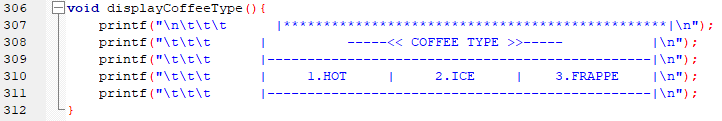 306 void displayCoffeeType(){
307 printf("\n\t\t\t |************************************************|\n");
308 printf("\t\t\t | -----<< COFFEE TYPE >>----- |\n");
309 printf("\t\t\t |------------------------------------------------|\n");
310 printf("\t\t\t | 1.HOT | 2.ICE | 3.FRAPPE |\n");
311 printf("\t\t\t |------------------------------------------------|\n");
312 }